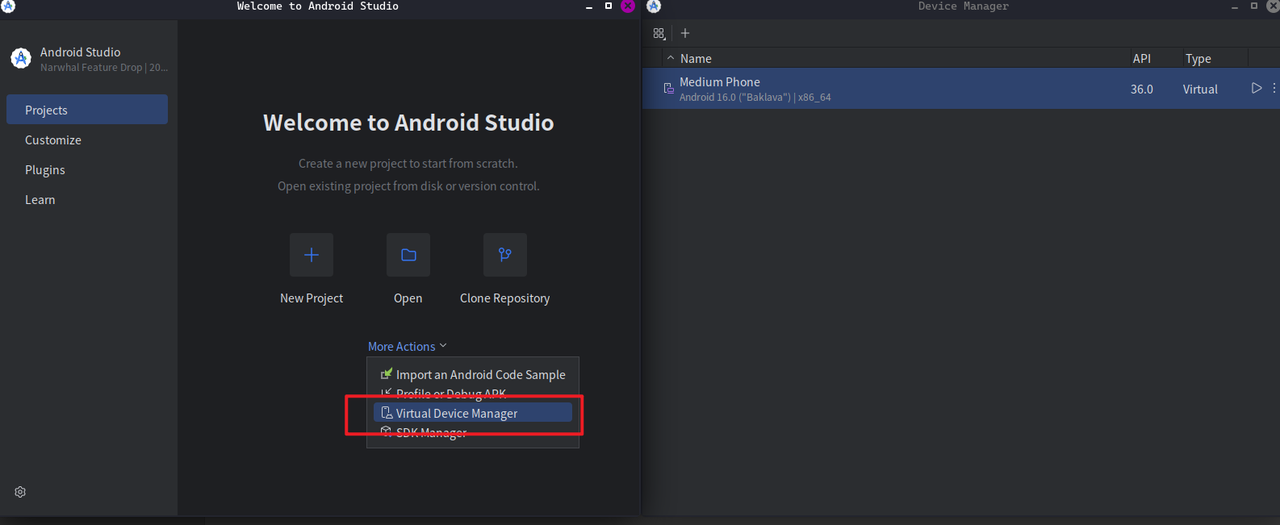 Welcome to Android Studio
Android Studio
Narwhal Feature Drop | 20...
Projects
Customize
Plugins
Learn
Welcome to Android Studio
Create a new project to start from scratch.
Open existing project from disk or version control.
New Project
Open
Clone Repository
More Actions
Import an Android Code Sample
Profile or Debug APK
Virtual Device Manager
SDK Manager
Device Manager
Name API Type
Medium Phone
Android 16.0 ("Baklava") | x86_64
36.0 Virtual